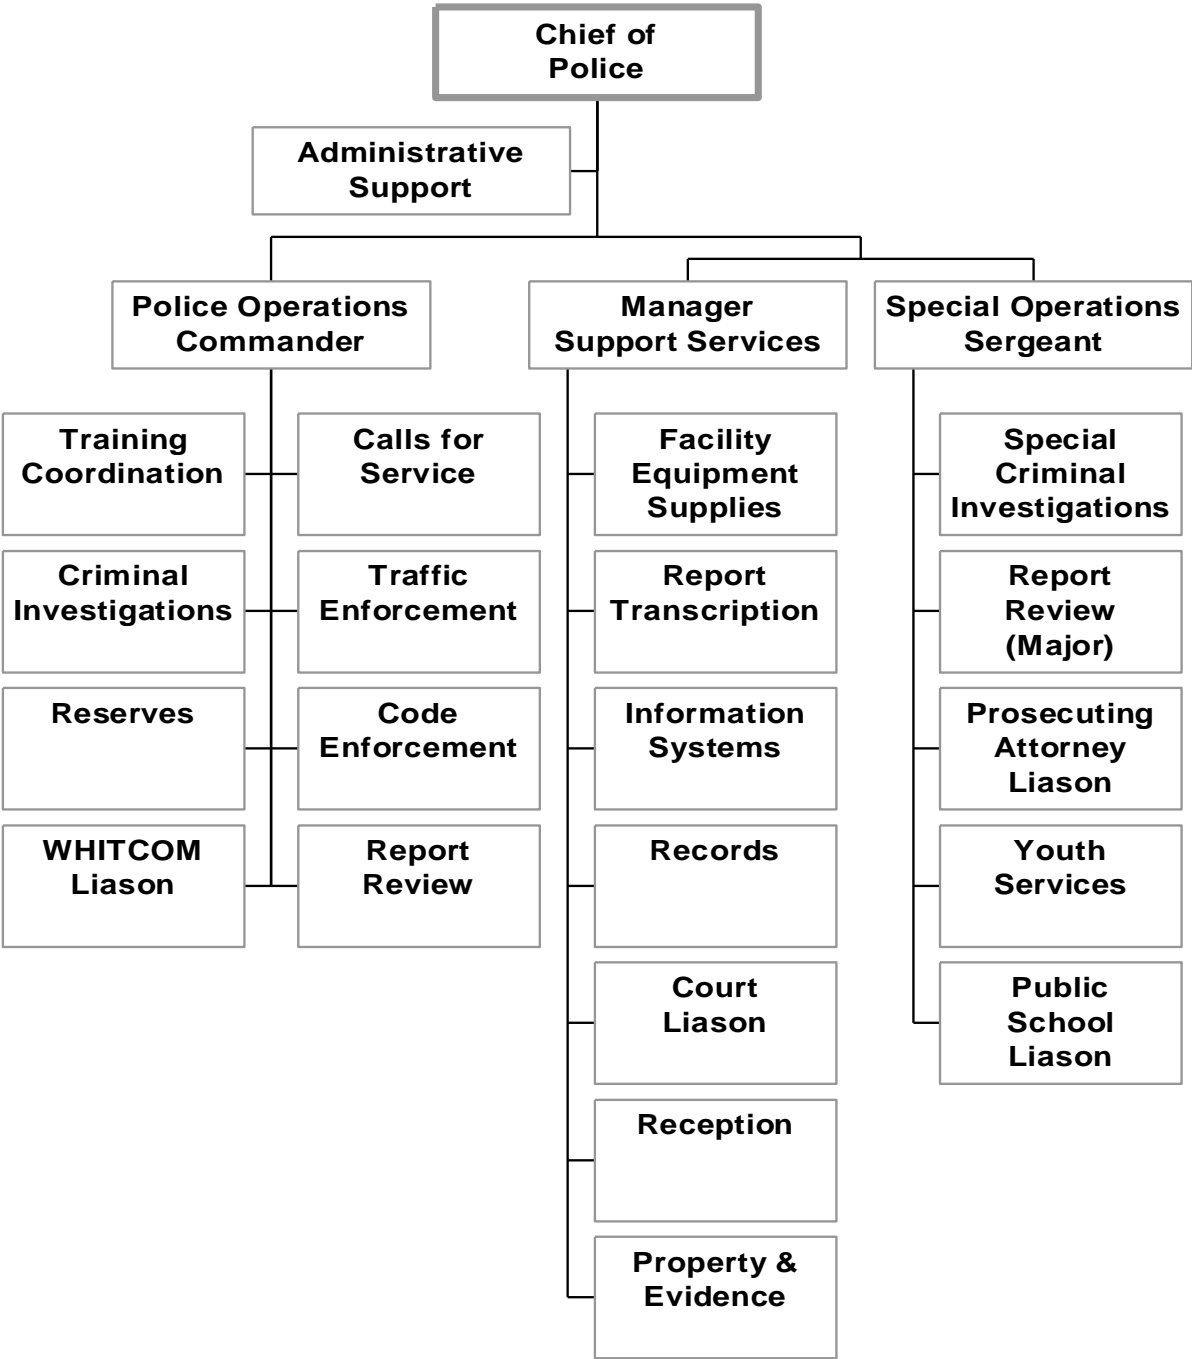 Chief of
Police
Administrative
Support
Police Operations
Commander
Manager
Support Services
Special Operations
Sergeant
Training
Coordination
Calls for
Service
Facility
Equipment
Supplies
Special
Criminal
Investigations
Criminal
Investigations
Traffic
Enforcement
Report
Transcription
Report
Review
(Major)
Reserves
Code
Enforcement
Information
Systems
Prosecuting
Attorney
Liason
WHITCOM
Liason
Report
Review
Records
Youth
Services
Court
Liason
Public
School
Liason
Reception
Property &
Evidence